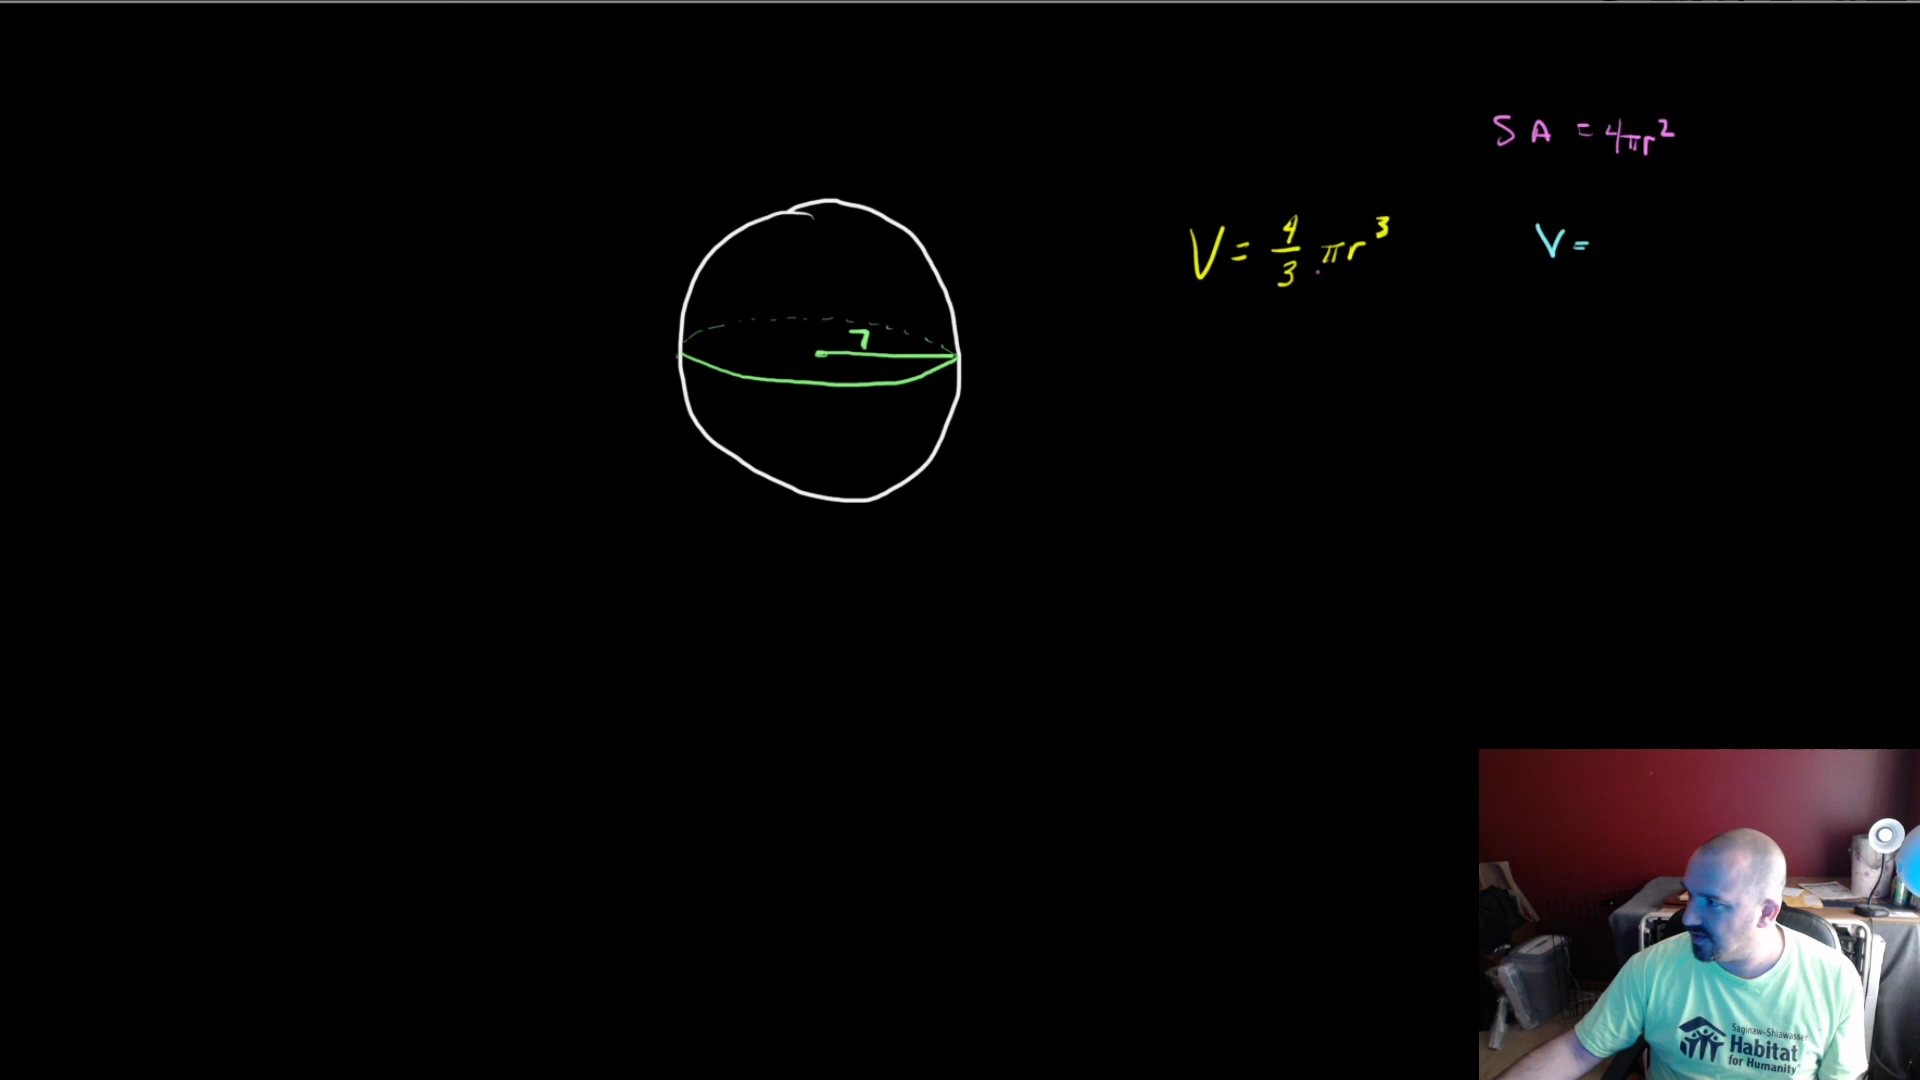 SA = 4πr²
V = 4/3 πr³
V =
7
Saginaw-Shiawassee
Habitat
for Humanity